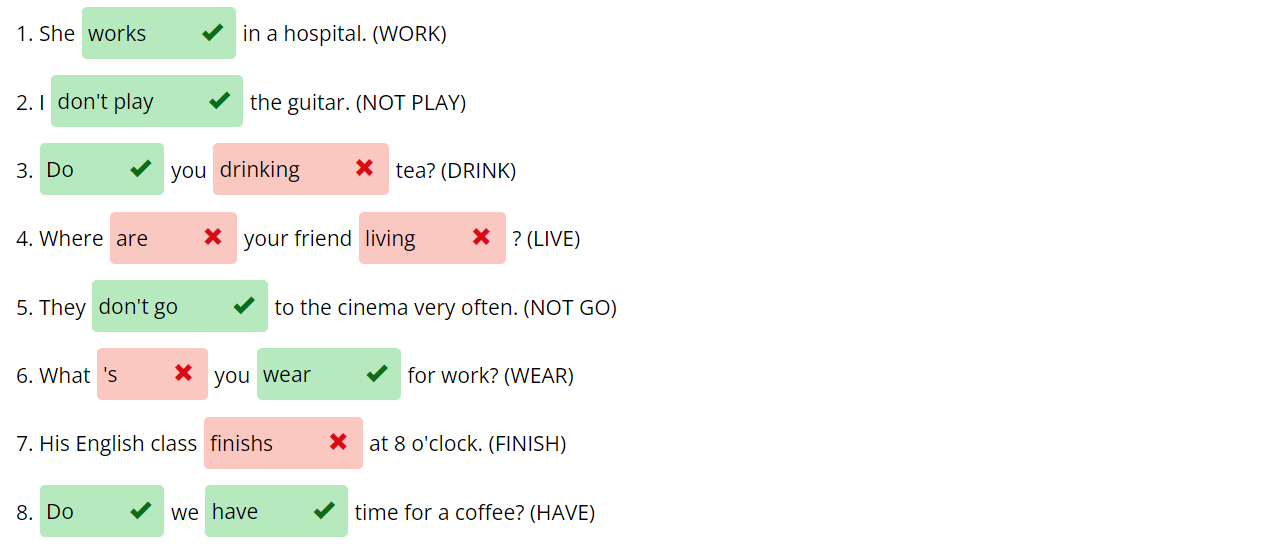 1. She works in a hospital. (WORK)
2. I don't play the guitar. (NOT PLAY)
3. Do you drinking tea? (DRINK)
4. Where are your friend living ? (LIVE)
5. They don't go to the cinema very often. (NOT GO)
6. What 's you wear for work? (WEAR)
7. His English class finishs at 8 o'clock. (FINISH)
8. Do we have time for a coffee? (HAVE)